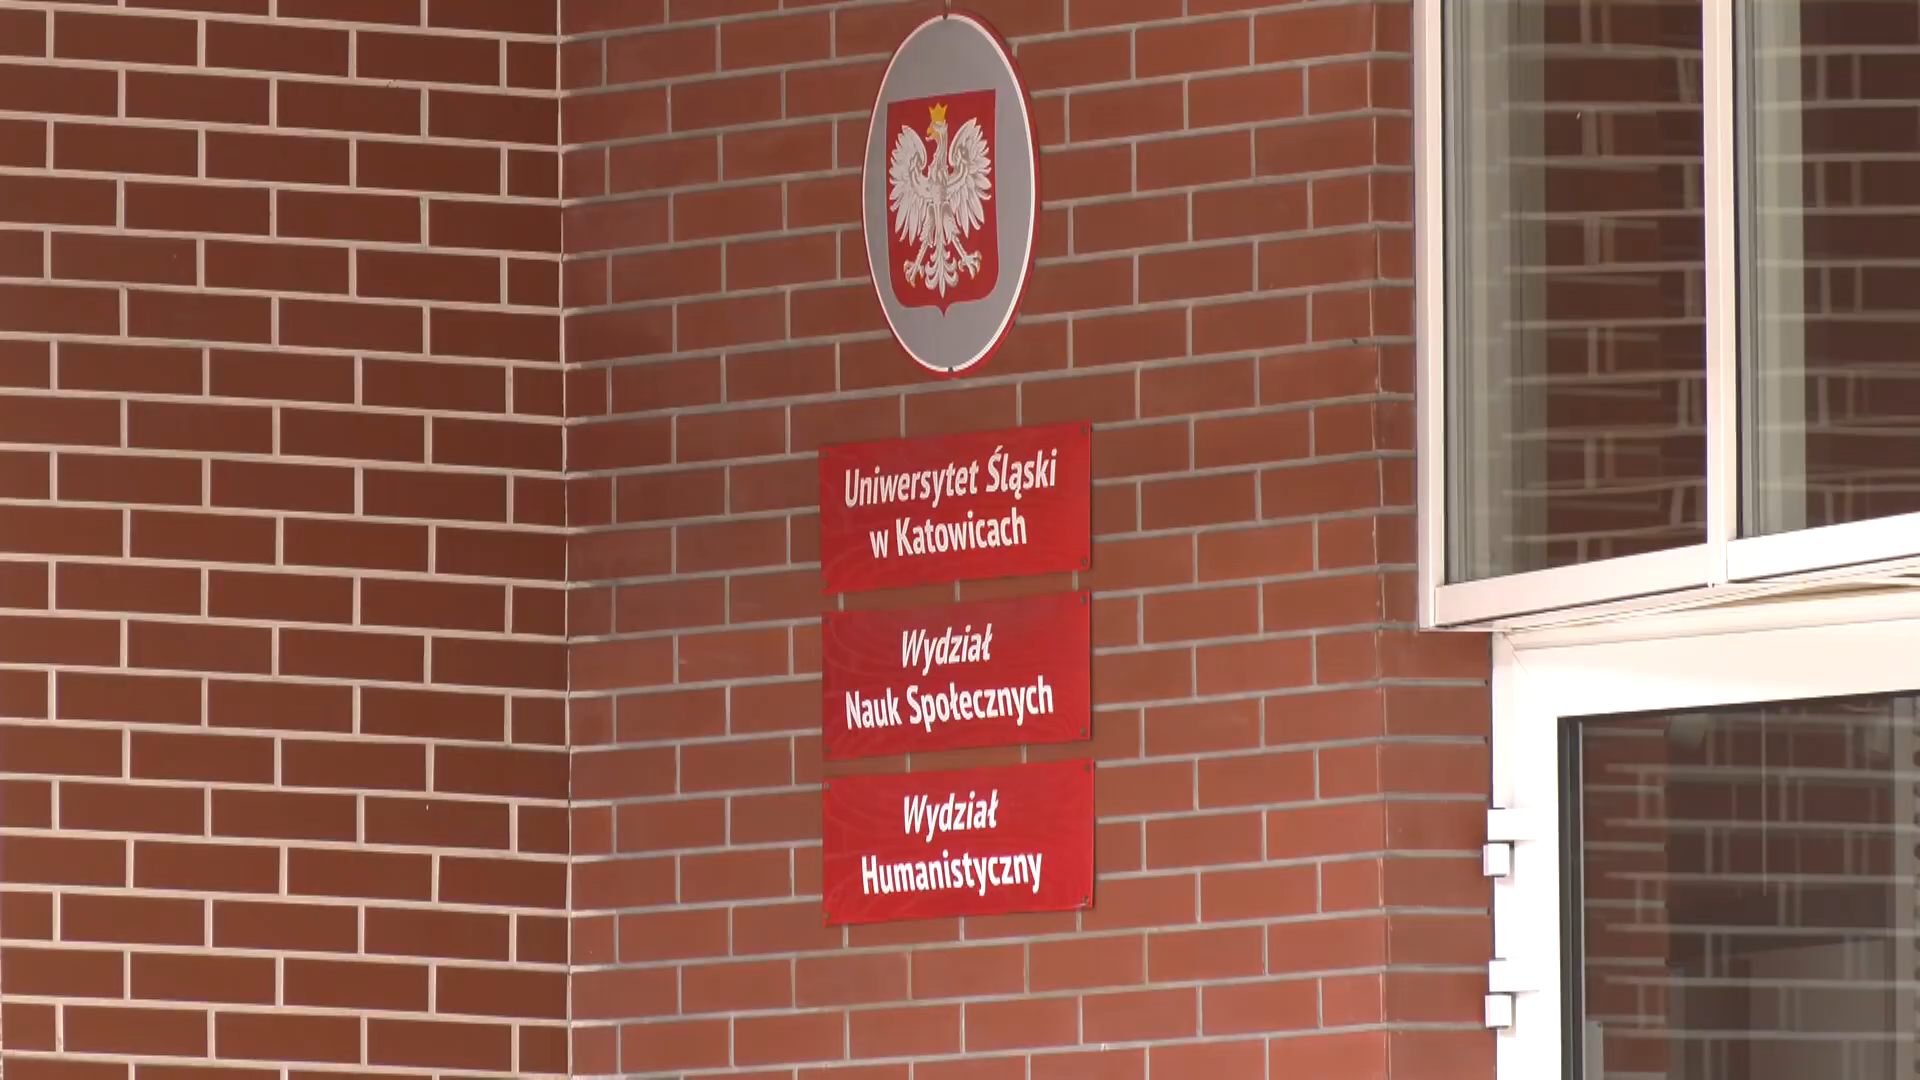 Uniwersytet Śląski
w Katowicach
Wydział
Nauk Społecznych
Wydział
Humanistyczny